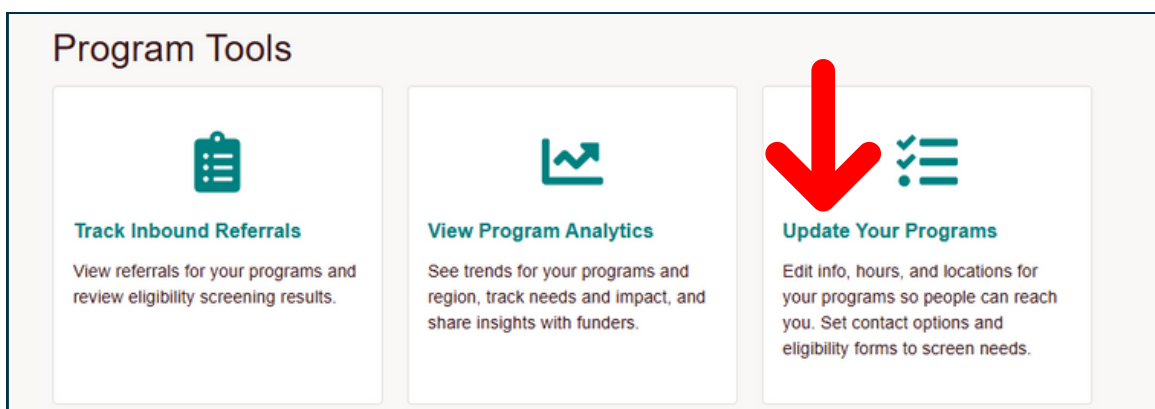 Program Tools
Track Inbound Referrals
View referrals for your programs and
review eligibility screening results.
View Program Analytics
See trends for your programs and
region, track needs and impact, and
share insights with funders.
Update Your Programs
Edit info, hours, and locations for
your programs so people can reach
you. Set contact options and
eligibility forms to screen needs.